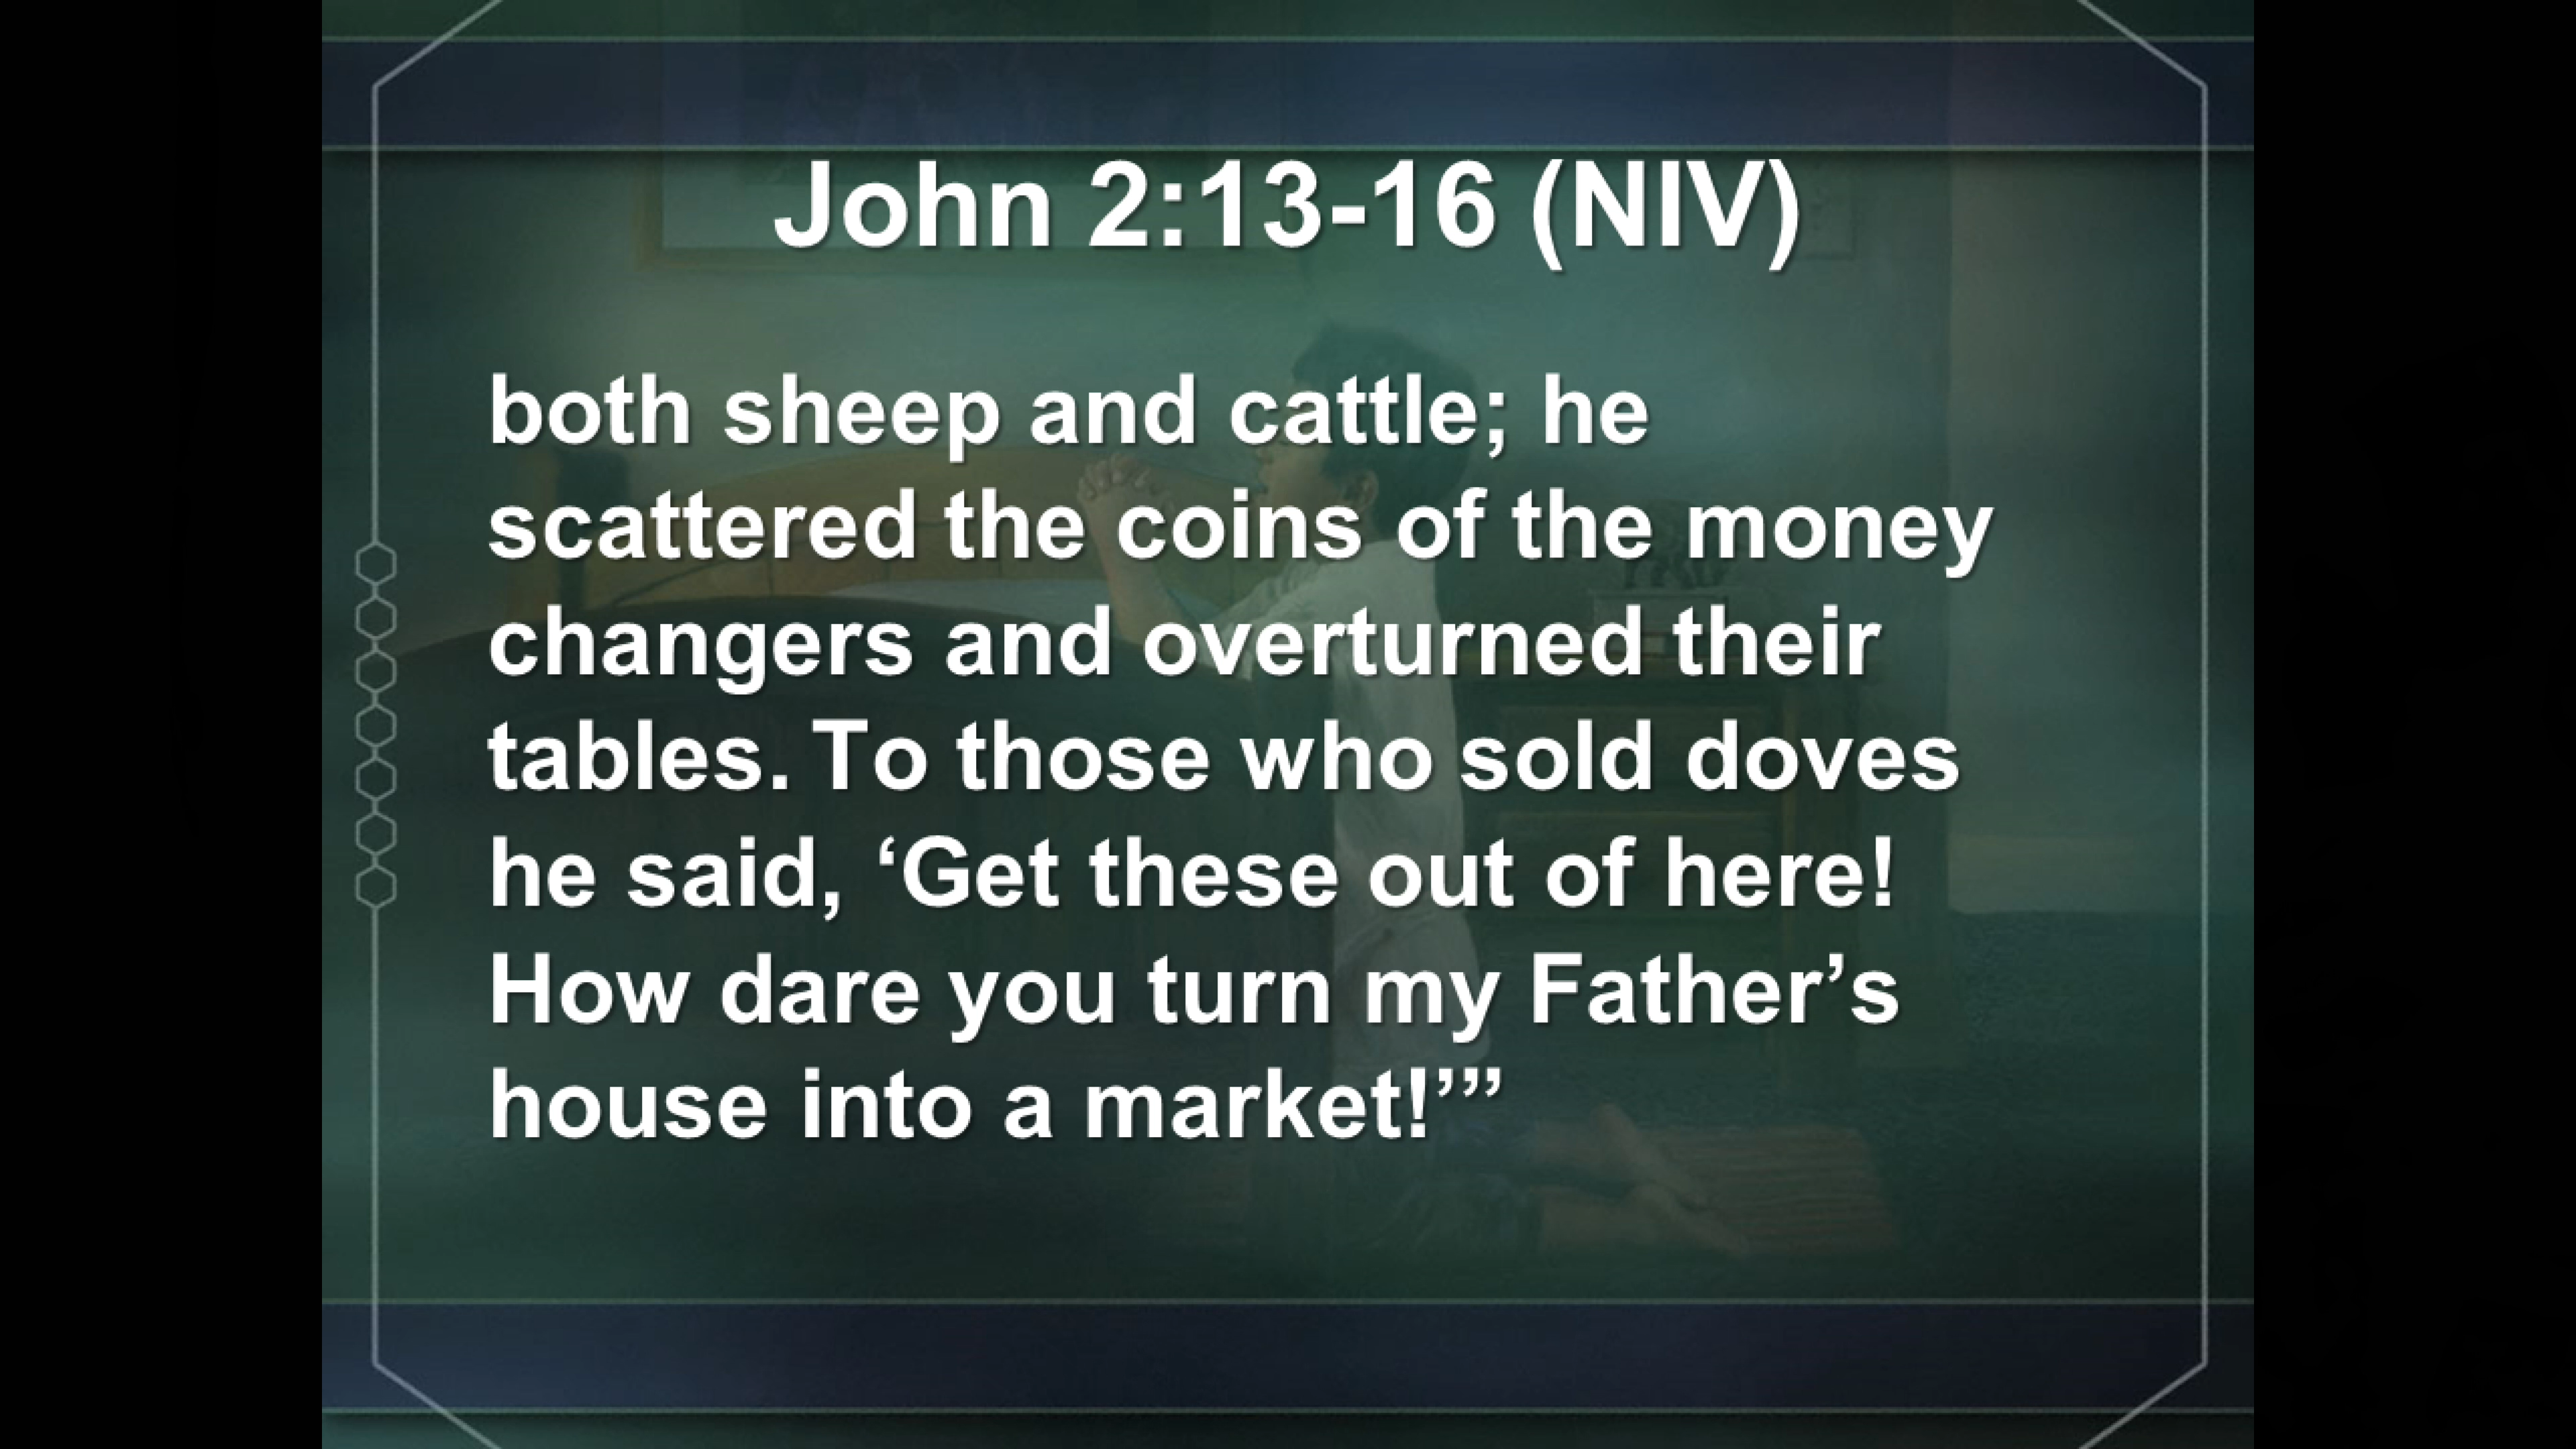 John 2:13-16 (NIV)
both sheep and cattle; he
scattered the coins of the money
changers and overturned their
tables. To those who sold doves
he said, ‘Get these out of here!
How dare you turn my Father’s
house into a market!’”